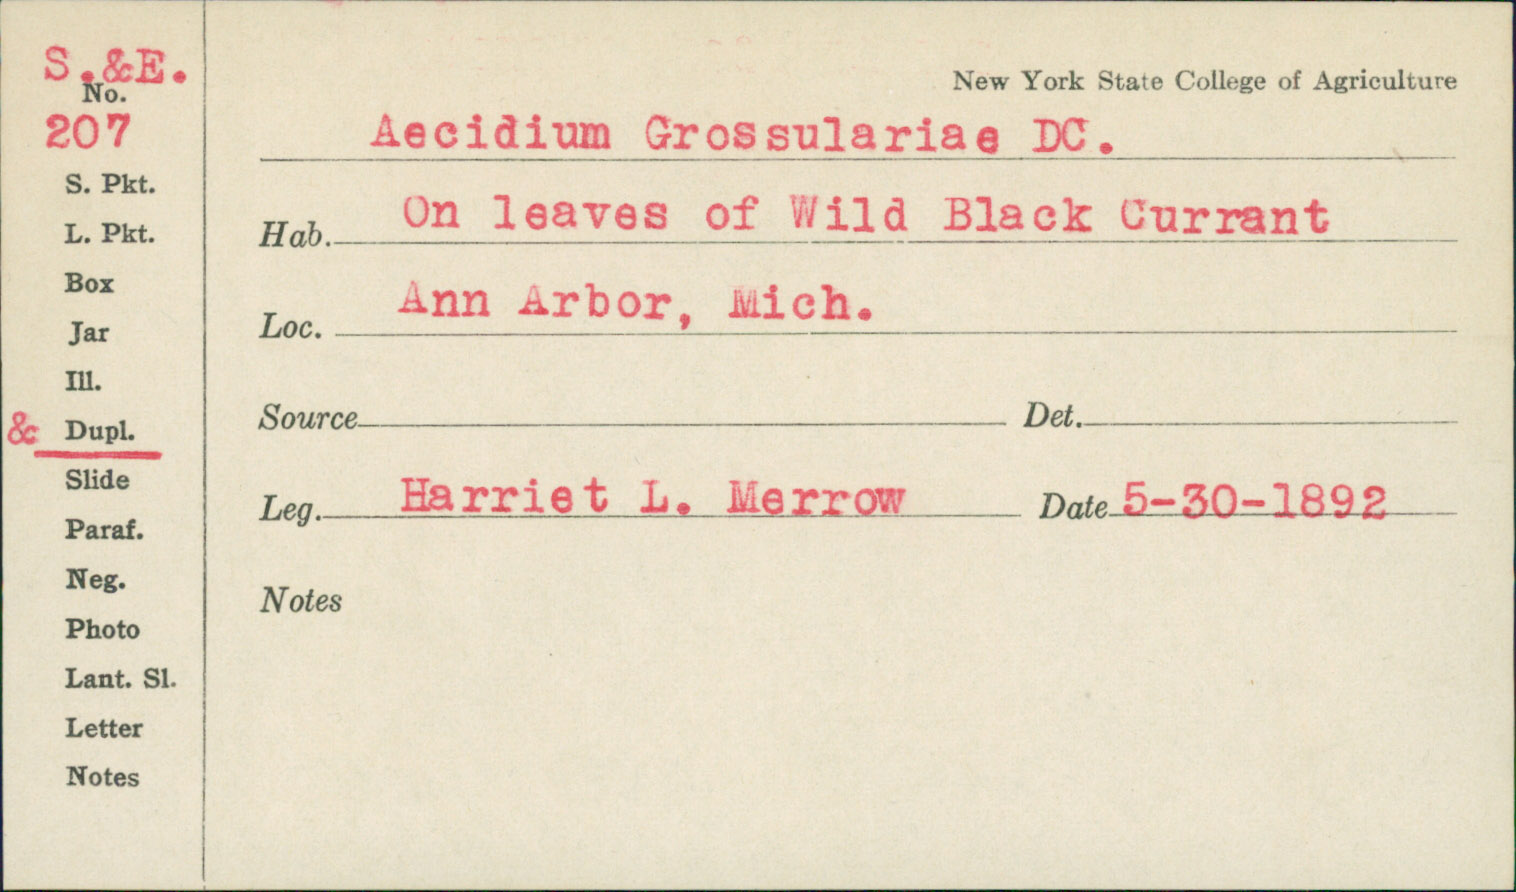 S.&E.
No.
207
S. Pkt.
L. Pkt.
Box
Jar
Ill.
& Dupl.
Slide
Paraf.
Neg.
Photo
Lant. Sl.
Letter
Notes
New York State College of Agriculture
Aecidium Grossulariae DC.
Hab. On leaves of Wild Black Currant
Loc. Ann Arbor, Mich.
Source Det.
Leg. Harriet L. Merrow Date 5-30-1892
Notes